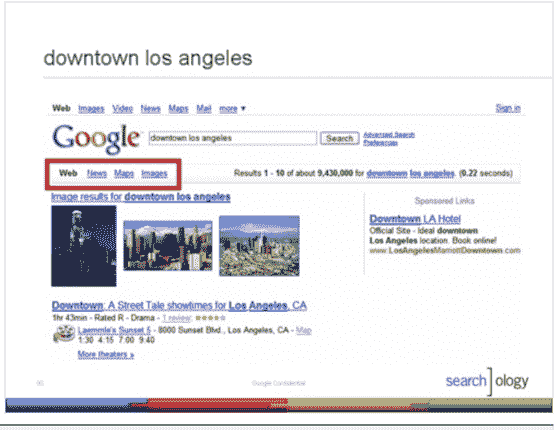 downtown los angeles
Web Images Video News Maps Mail more ▼ Sign in
Google downtown los angeles Search Advanced Search
Preferences
Web News Maps Images Results 1 - 10 of about 9,430,000 for downtown los angeles. (0.22 seconds)
Image results for downtown los angeles
Sponsored Links
Downtown LA Hotel
Official Site - Ideal downtown
Los Angeles location. Book online!
www.LosAngelesMarriottDowntown.com
Downtown: A Street Tale showtimes for Los Angeles, CA
1hr 43min - Rated R - Drama - 1 review:
Laemmle's Sunset 5 - 8000 Sunset Blvd., Los Angeles, CA - Map
1:30 4:15 7:00 9:40
More theaters »
Google Confidential
search]ology